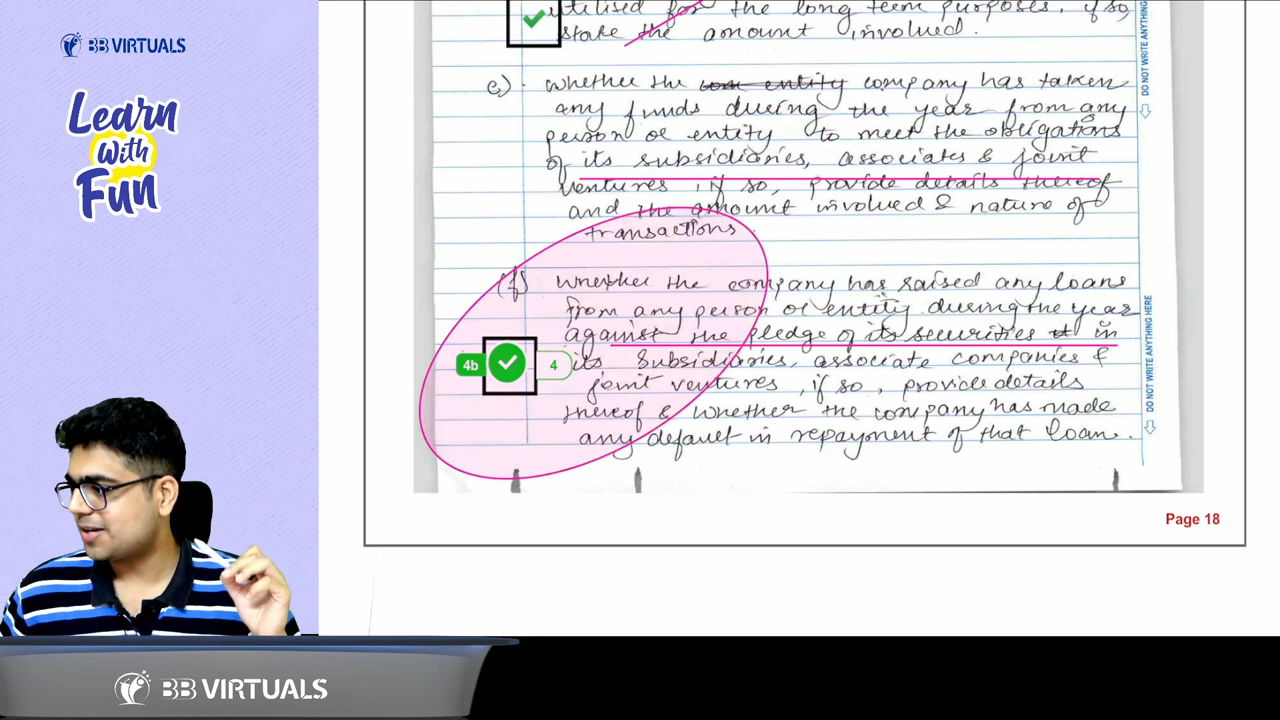 BB VIRTUALS
Learn
With
Fun
utilised for the long term purposes, if so,
state the amount involved.
e) whether the com entity company has taken
any funds during the year from any
person or entity to meet the obligations
of its subsidiaries, associates & joint
ventures, if so, provide details thereof
and the amount involved & nature of
transactions
(f) whether the company has raised any loans
from any person or entity during the year
against the pledge of its securities in
its subsidiaries, associate companies &
joint ventures, if so, provide details
thereof & whether the company has made
any default in repayment of that loan.
4b
4
DO NOT WRITE ANYTHING
DO NOT WRITE ANYTHING HERE
Page 18
BB VIRTUALS